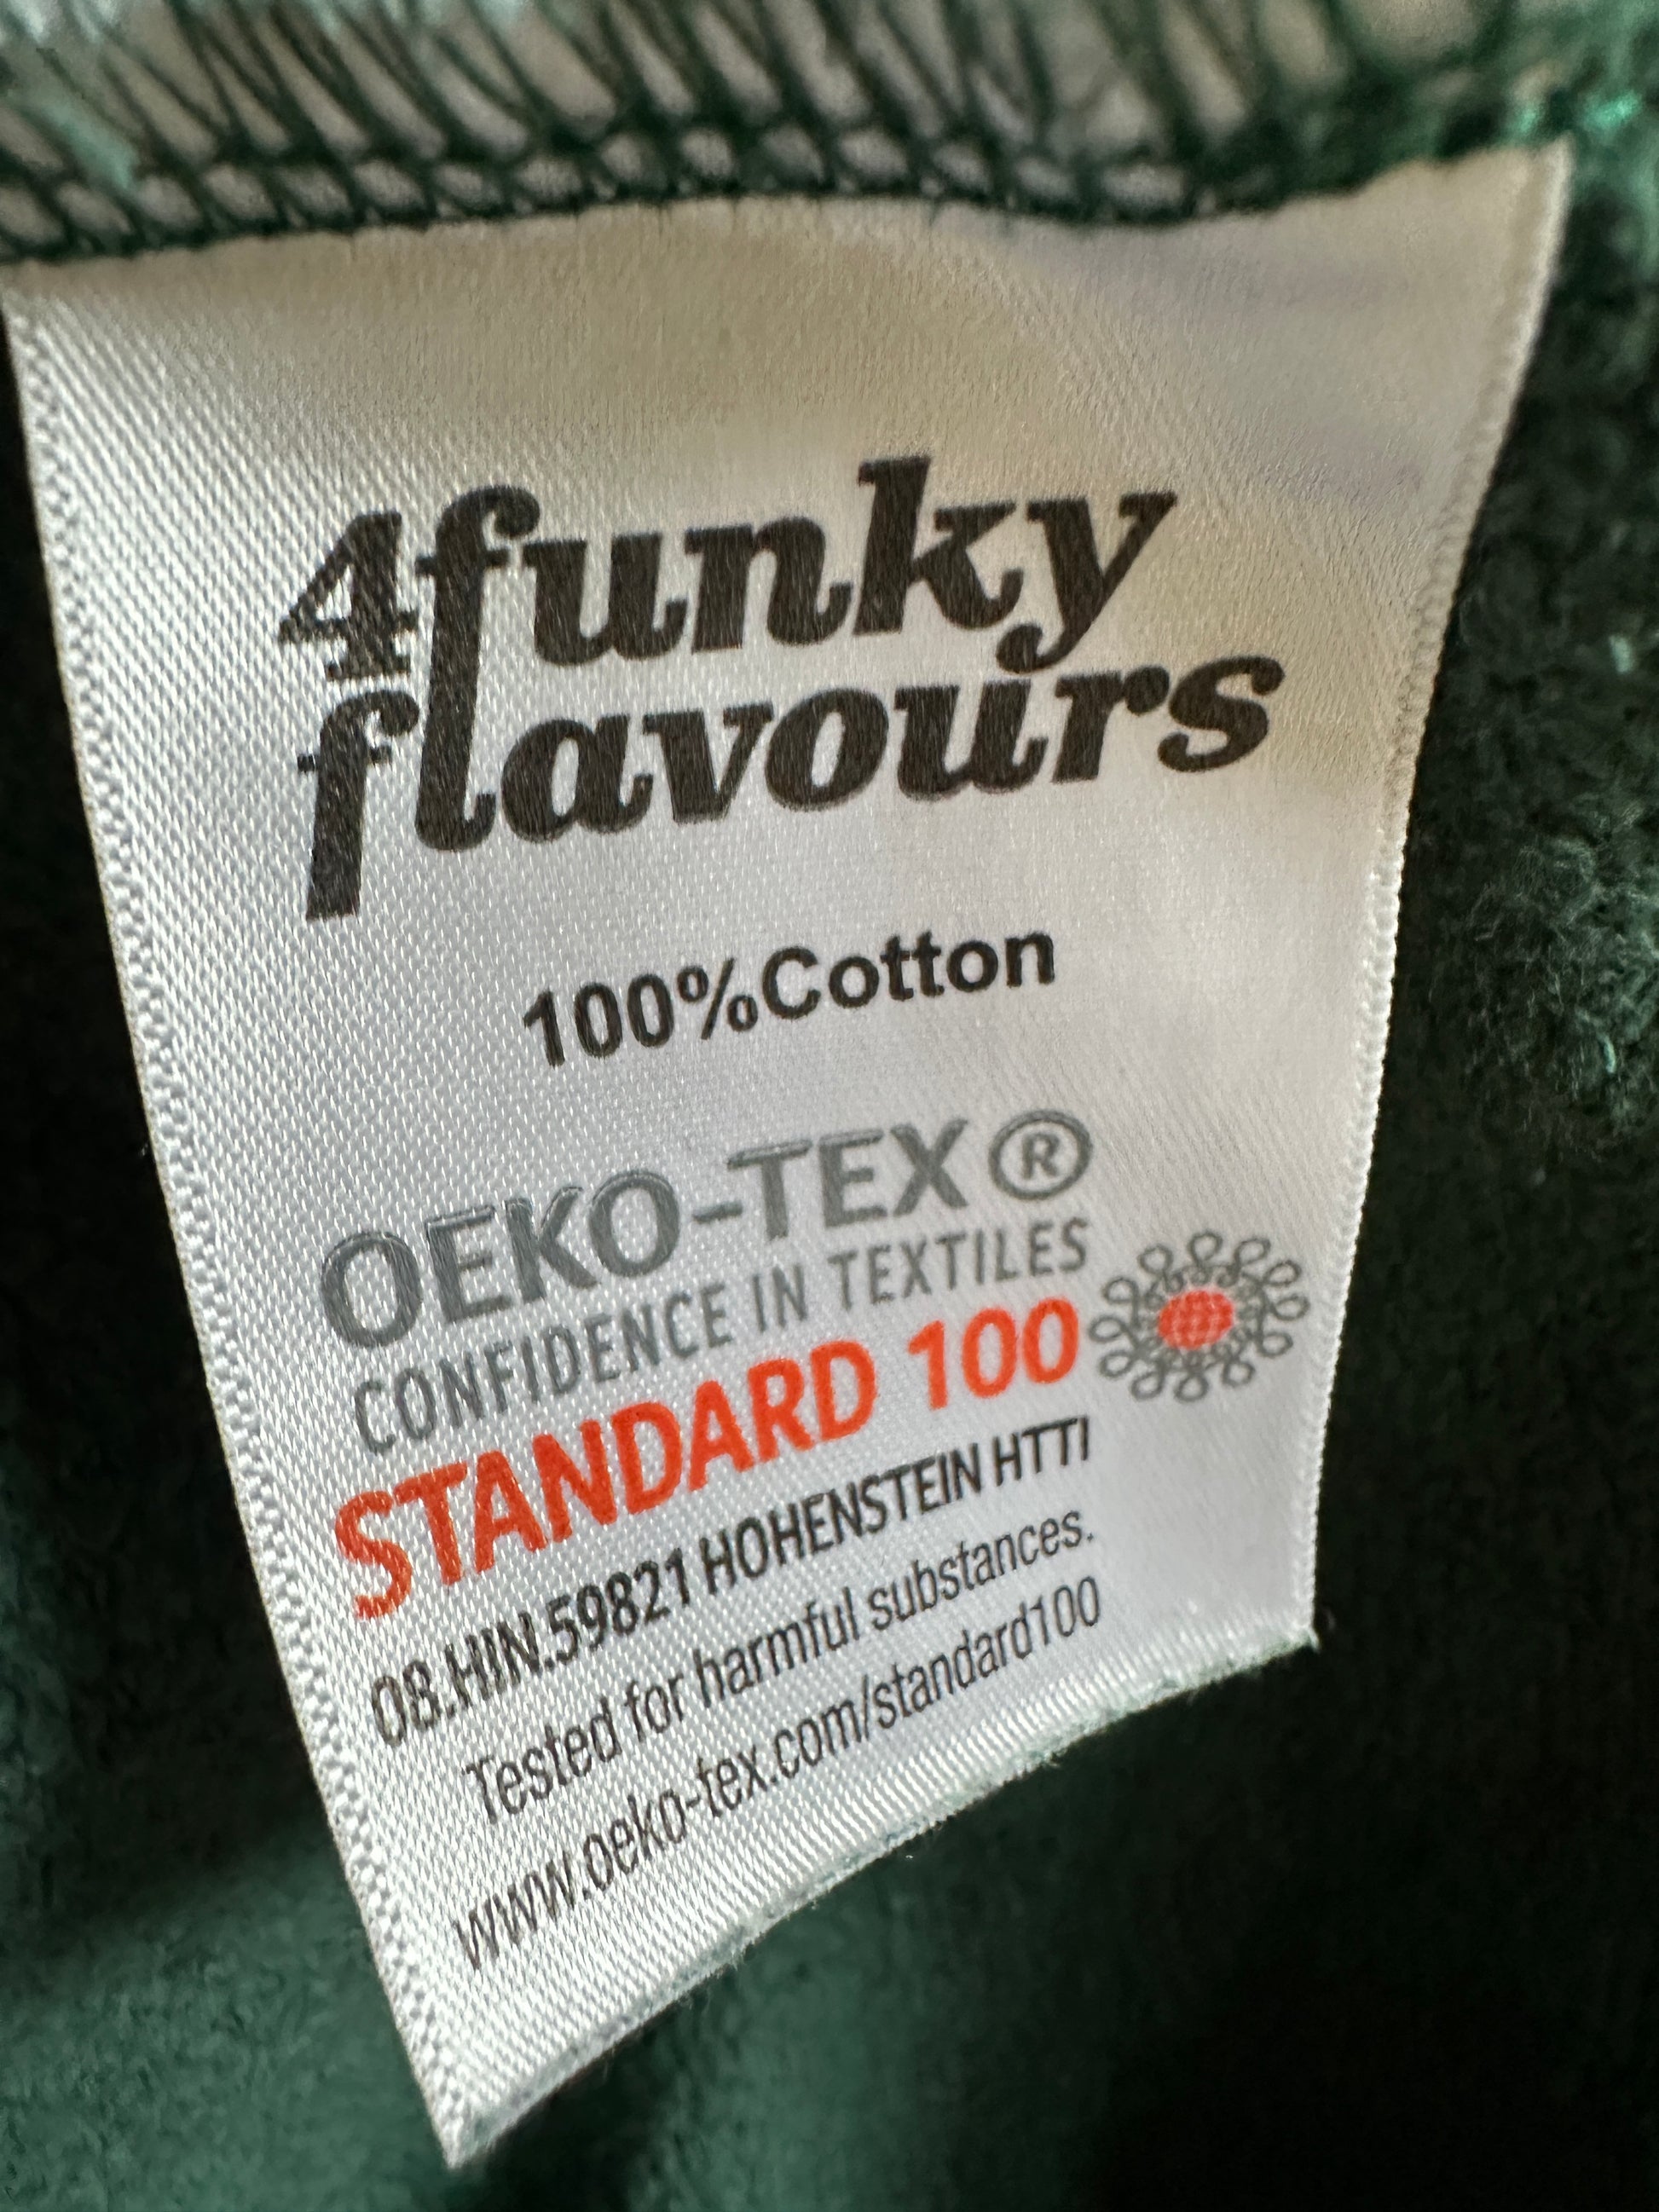 4funky
flavours
100%Cotton
OEKO-TEX®
CONFIDENCE IN TEXTILES
STANDARD 100
08.HIN.59821 HOHENSTEIN HTTI
Tested for harmful substances.
www.oeko-tex.com/standard100